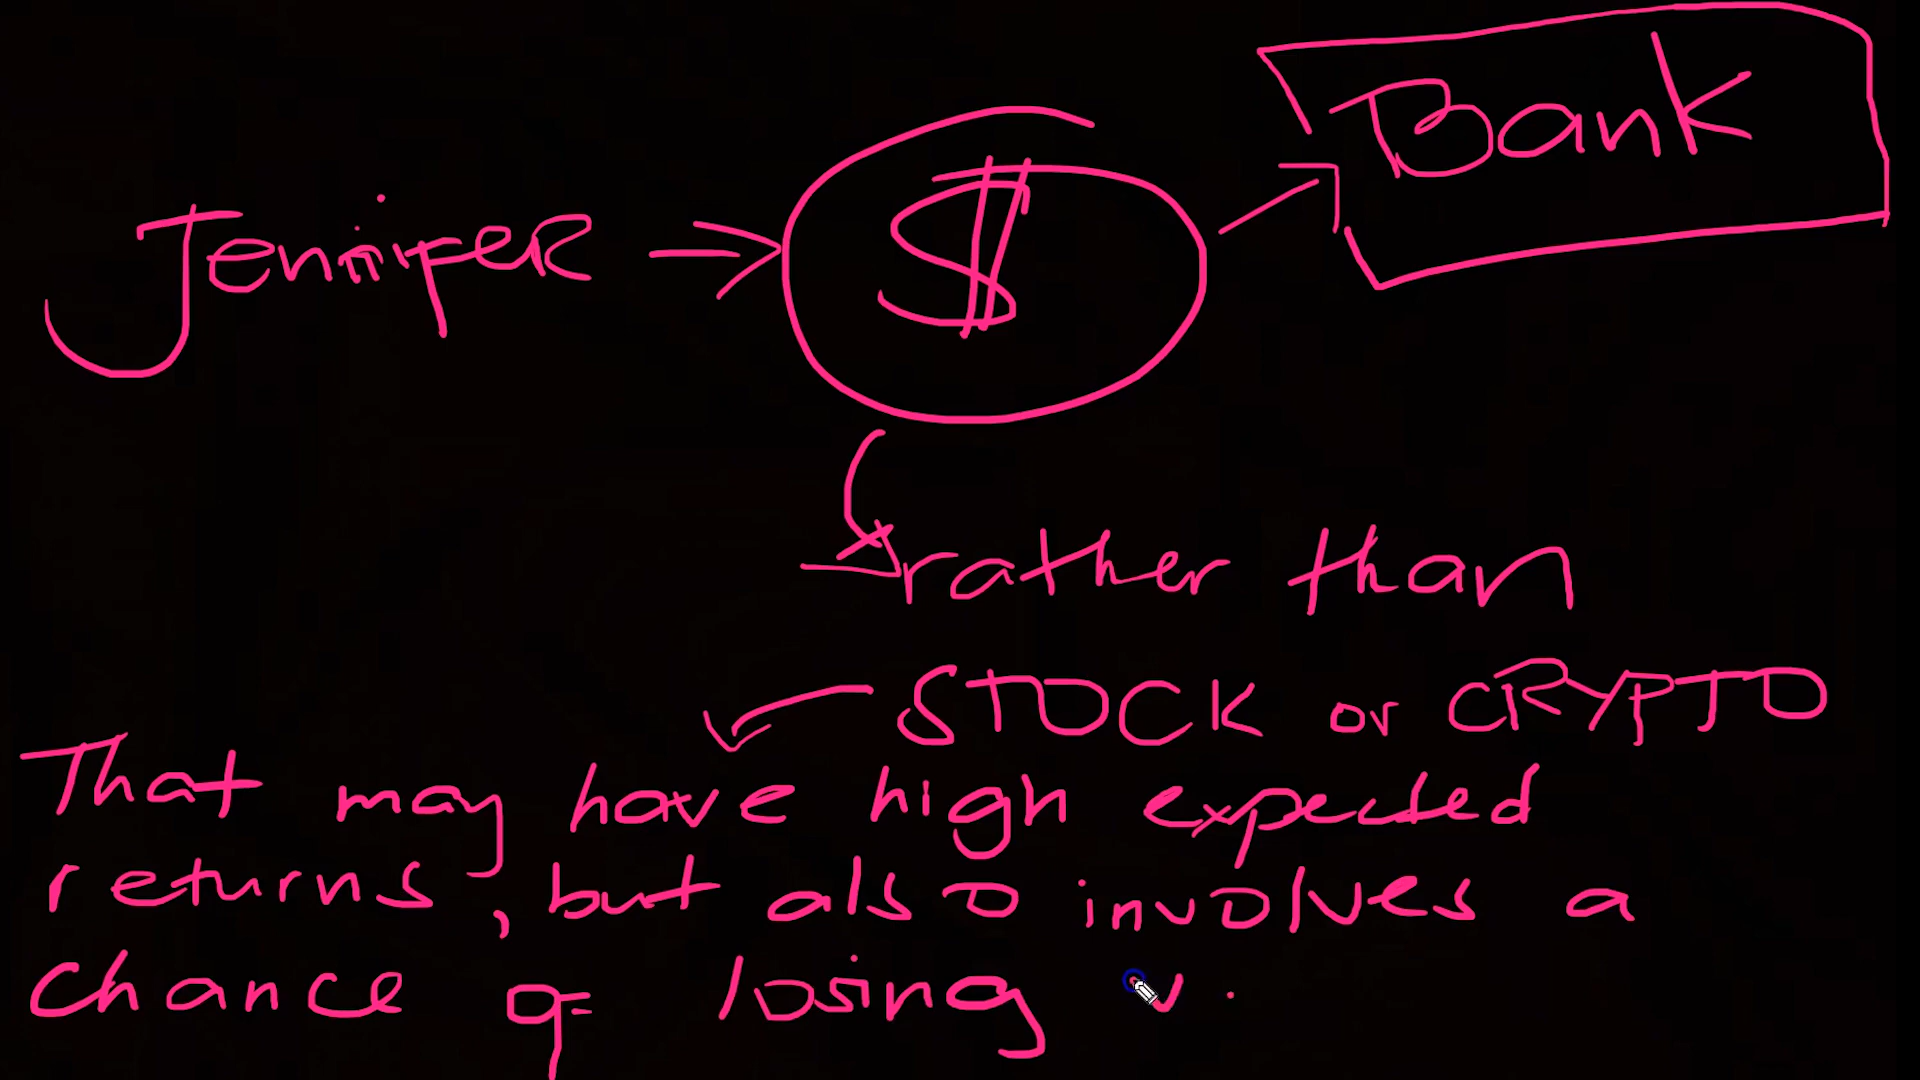 Bank
Jennifer $
rather than
STOCK or CRYPTO
That may have high expected
returns, but also involves a
chance of losing v.